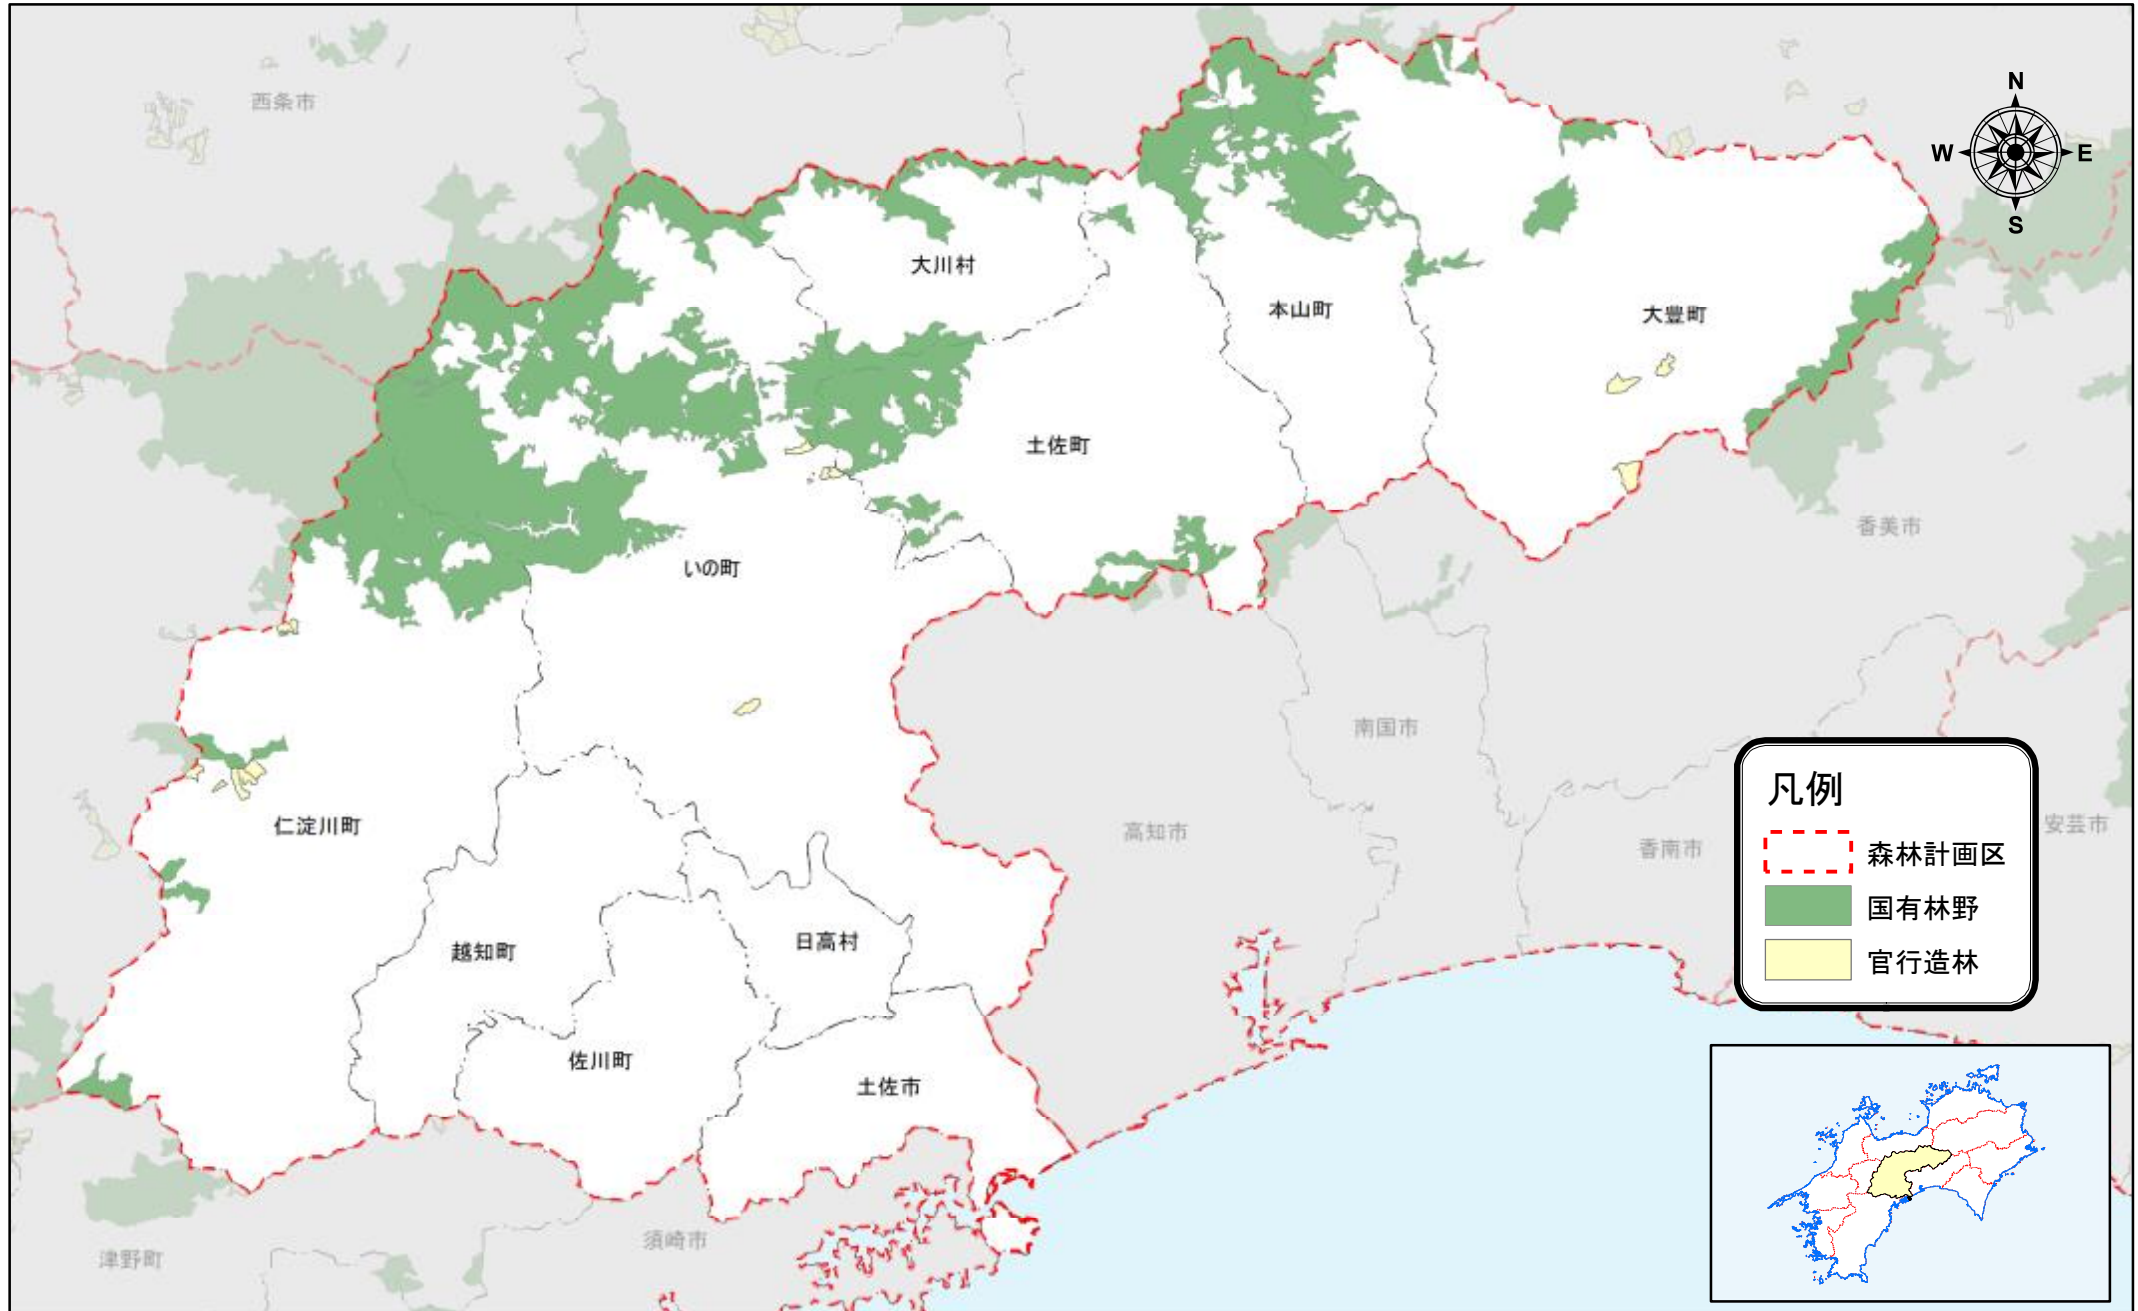 西条市
N
W
E
S
大川村
本山町
大豊町
土佐町
香美市
いの町
南国市
仁淀川町
高知市
香南市
安芸市
日高村
越知町
佐川町
土佐市
須崎市
津野町
凡例
森林計画区
国有林野
官行造林